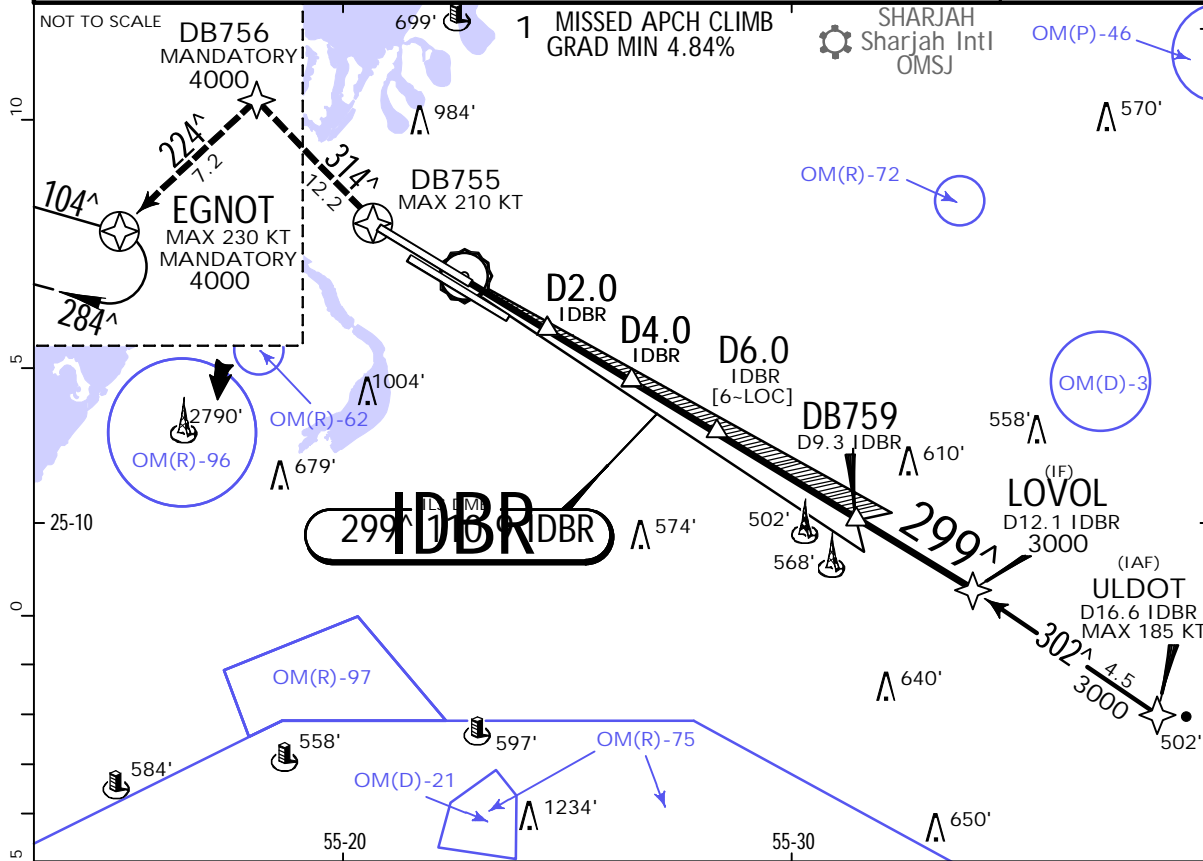 NOT TO SCALE
DB756
MANDATORY
4000
224^
7.2
314^
12.2
104^
EGNOT
MAX 230 KT
MANDATORY
4000
284^
699'
1 MISSED APCH CLIMB
GRAD MIN 4.84%
SHARJAH
Sharjah Intl
OMSJ
OM(P)-46
984'
570'
DB755
MAX 210 KT
OM(R)-72
10
D2.0
IDBR
D4.0
IDBR
D6.0
IDBR
[6~LOC]
DB759
D9.3 IDBR
OM(D)-3
5
1004'
OM(R)-62
2790'
OM(R)-96
679'
558'
610'
(IF)
LOVOL
D12.1 IDBR
3000
299^
25-10
ILS DME
299^ 110.9 IDBR
IDBR
574'
502'
568'
(IAF)
ULDOT
D16.6 IDBR
MAX 185 KT
0
302^
4.5
3000
OM(R)-97
640'
502'
558'
597'
OM(R)-75
584'
OM(D)-21
1234'
650'
5
55-20
55-30